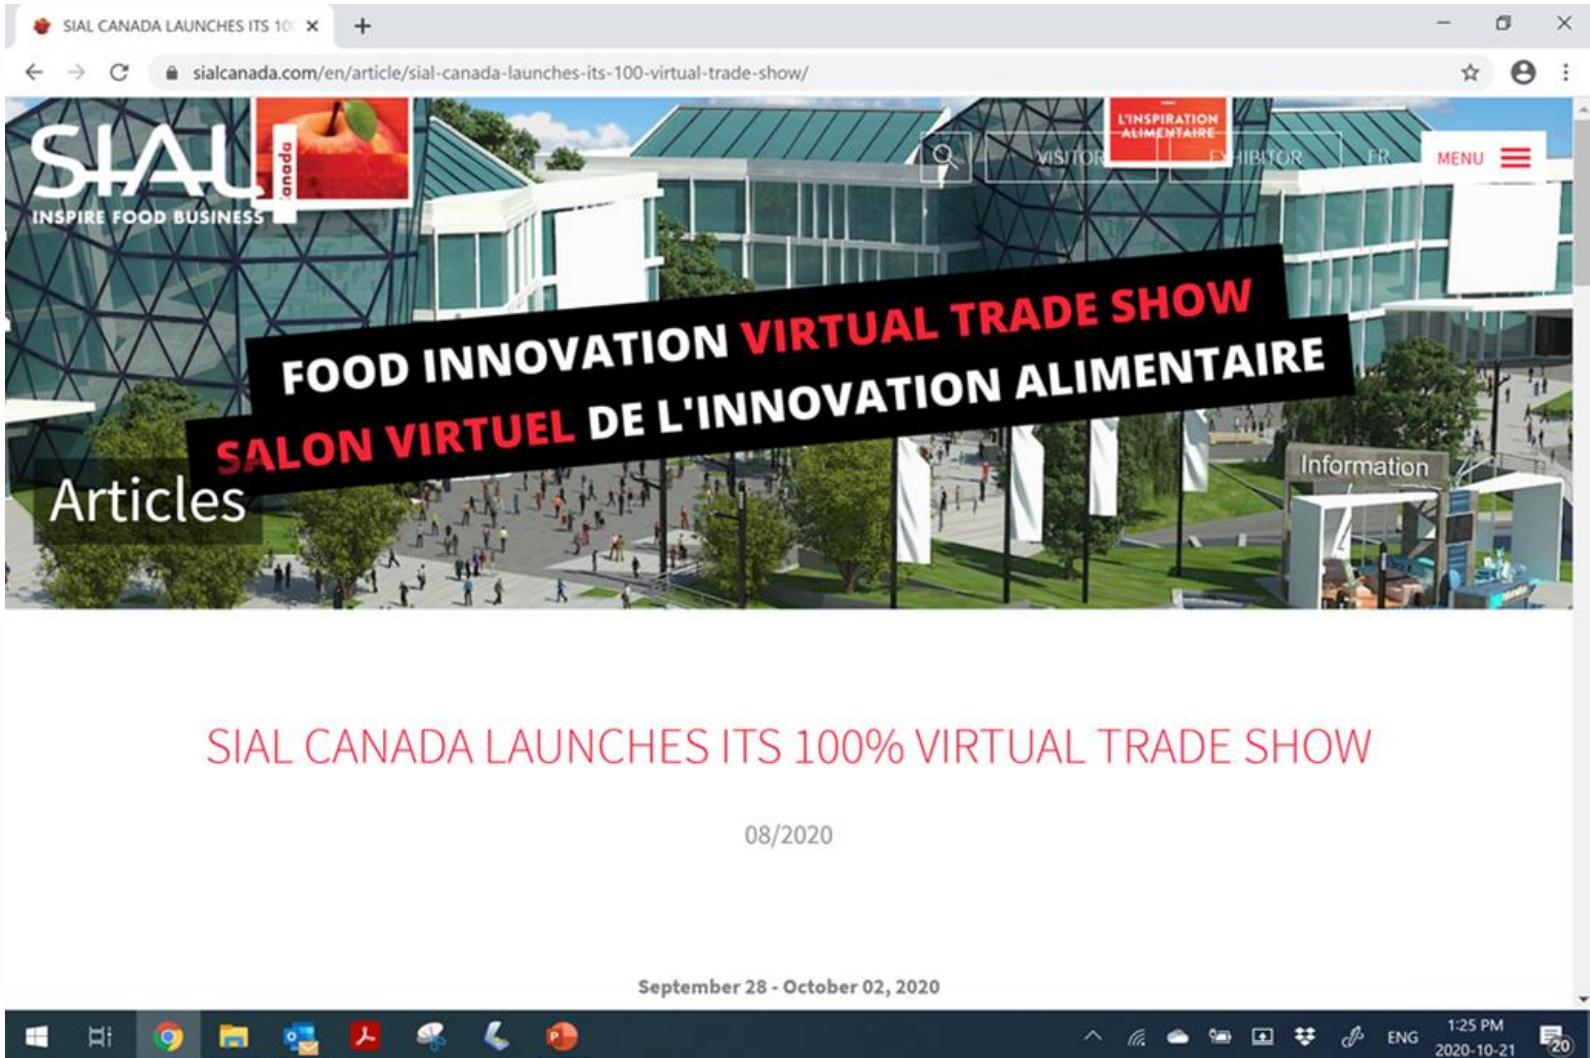 SIAL CANADA LAUNCHES ITS 10
sialcanada.com/en/article/sial-canada-launches-its-100-virtual-trade-show/
SIAL
Canada
INSPIRE FOOD BUSINESS
L'INSPIRATION
ALIMENTAIRE
VISITOR
EXHIBITOR
FR
MENU
FOOD INNOVATION VIRTUAL TRADE SHOW
SALON VIRTUEL DE L'INNOVATION ALIMENTAIRE
Articles
Information
SIAL CANADA LAUNCHES ITS 100% VIRTUAL TRADE SHOW
08/2020
September 28 - October 02, 2020
ENG
1:25 PM
2020-10-21
20